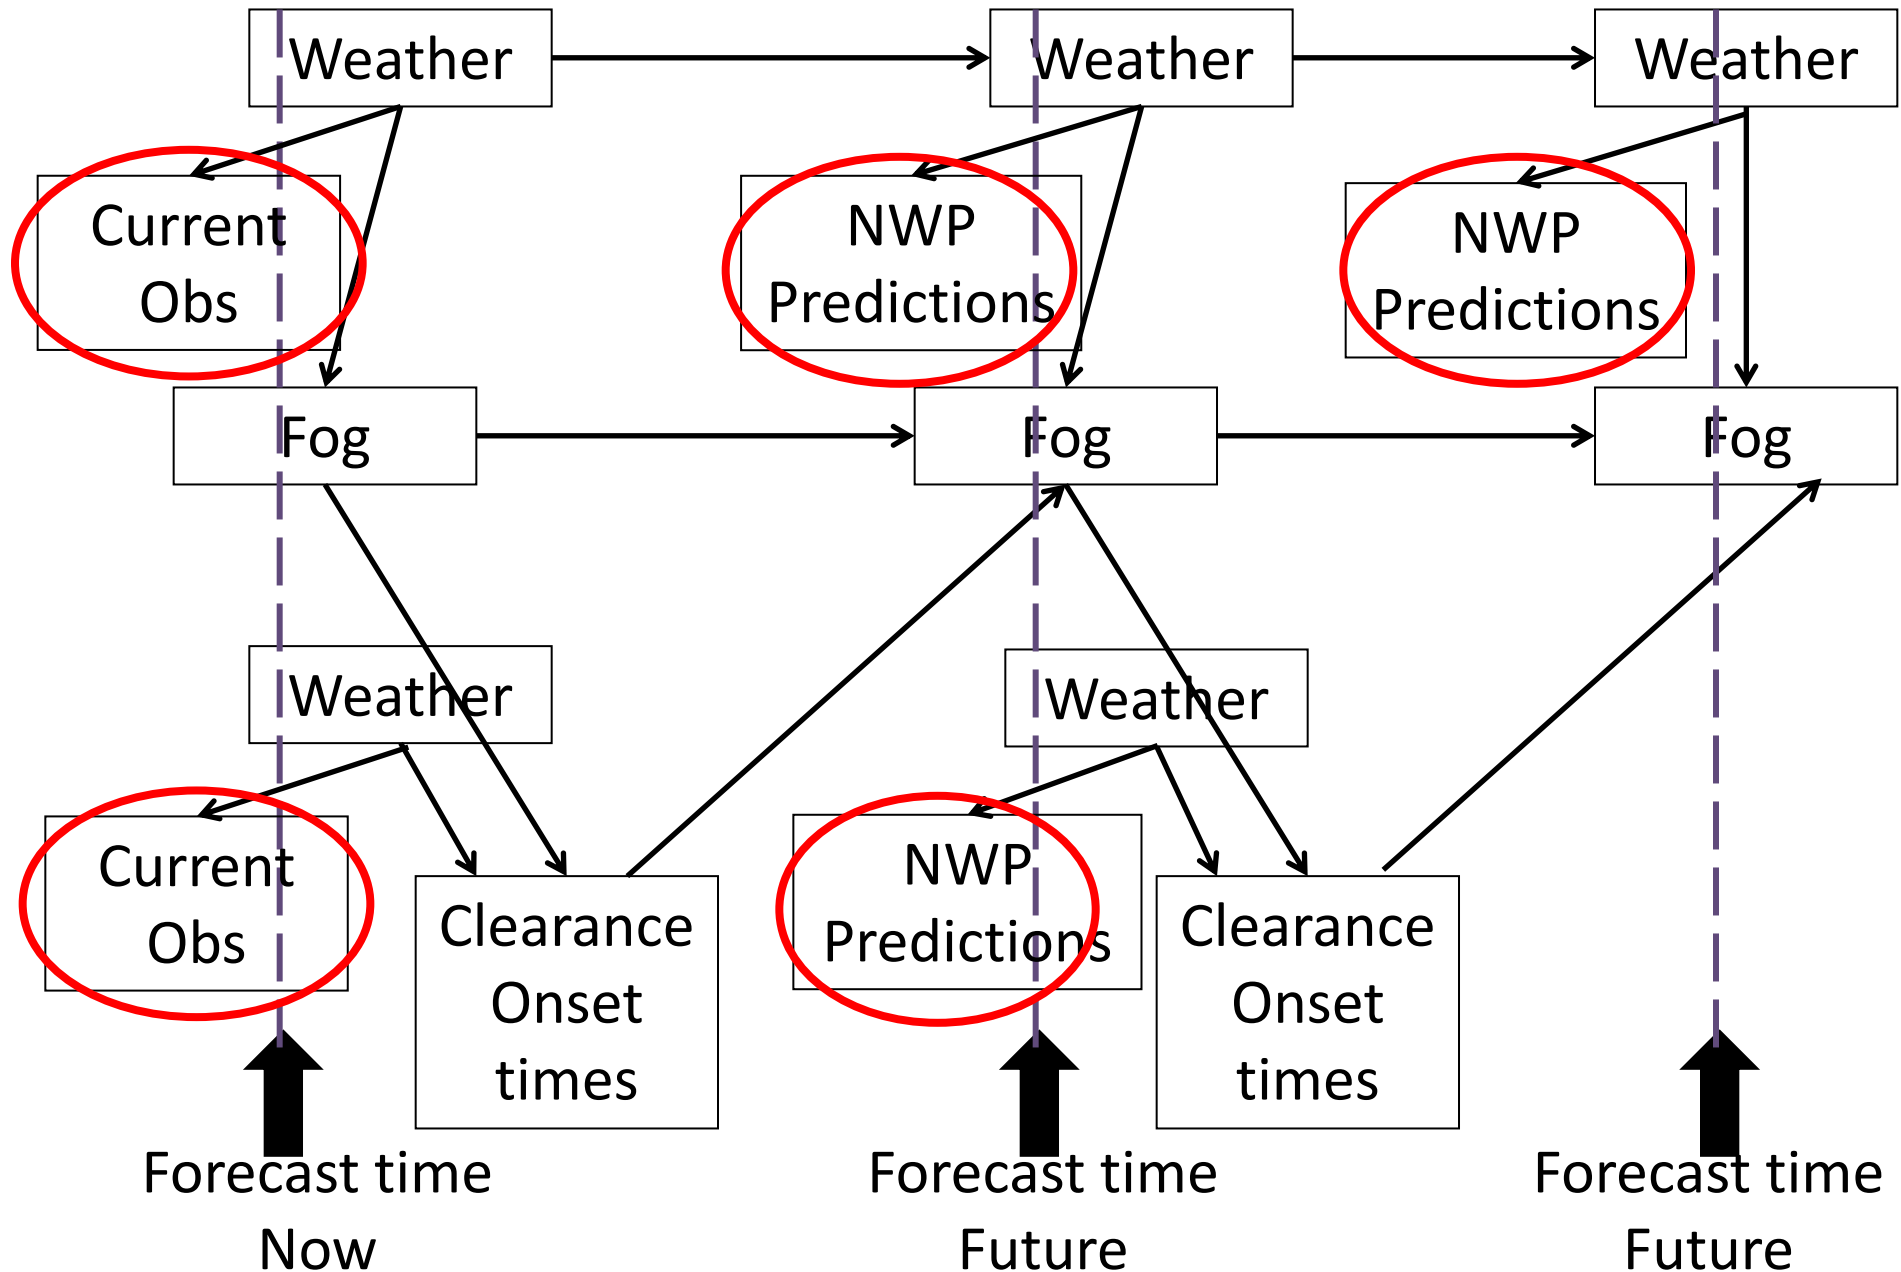 Weather
Weather
Weather
Current
Obs
NWP
Predictions
NWP
Predictions
Fog
Fog
Fog
Weather
Weather
Current
Obs
Clearance
Onset
times
NWP
Predictions
Clearance
Onset
times
Forecast time
Now
Forecast time
Future
Forecast time
Future